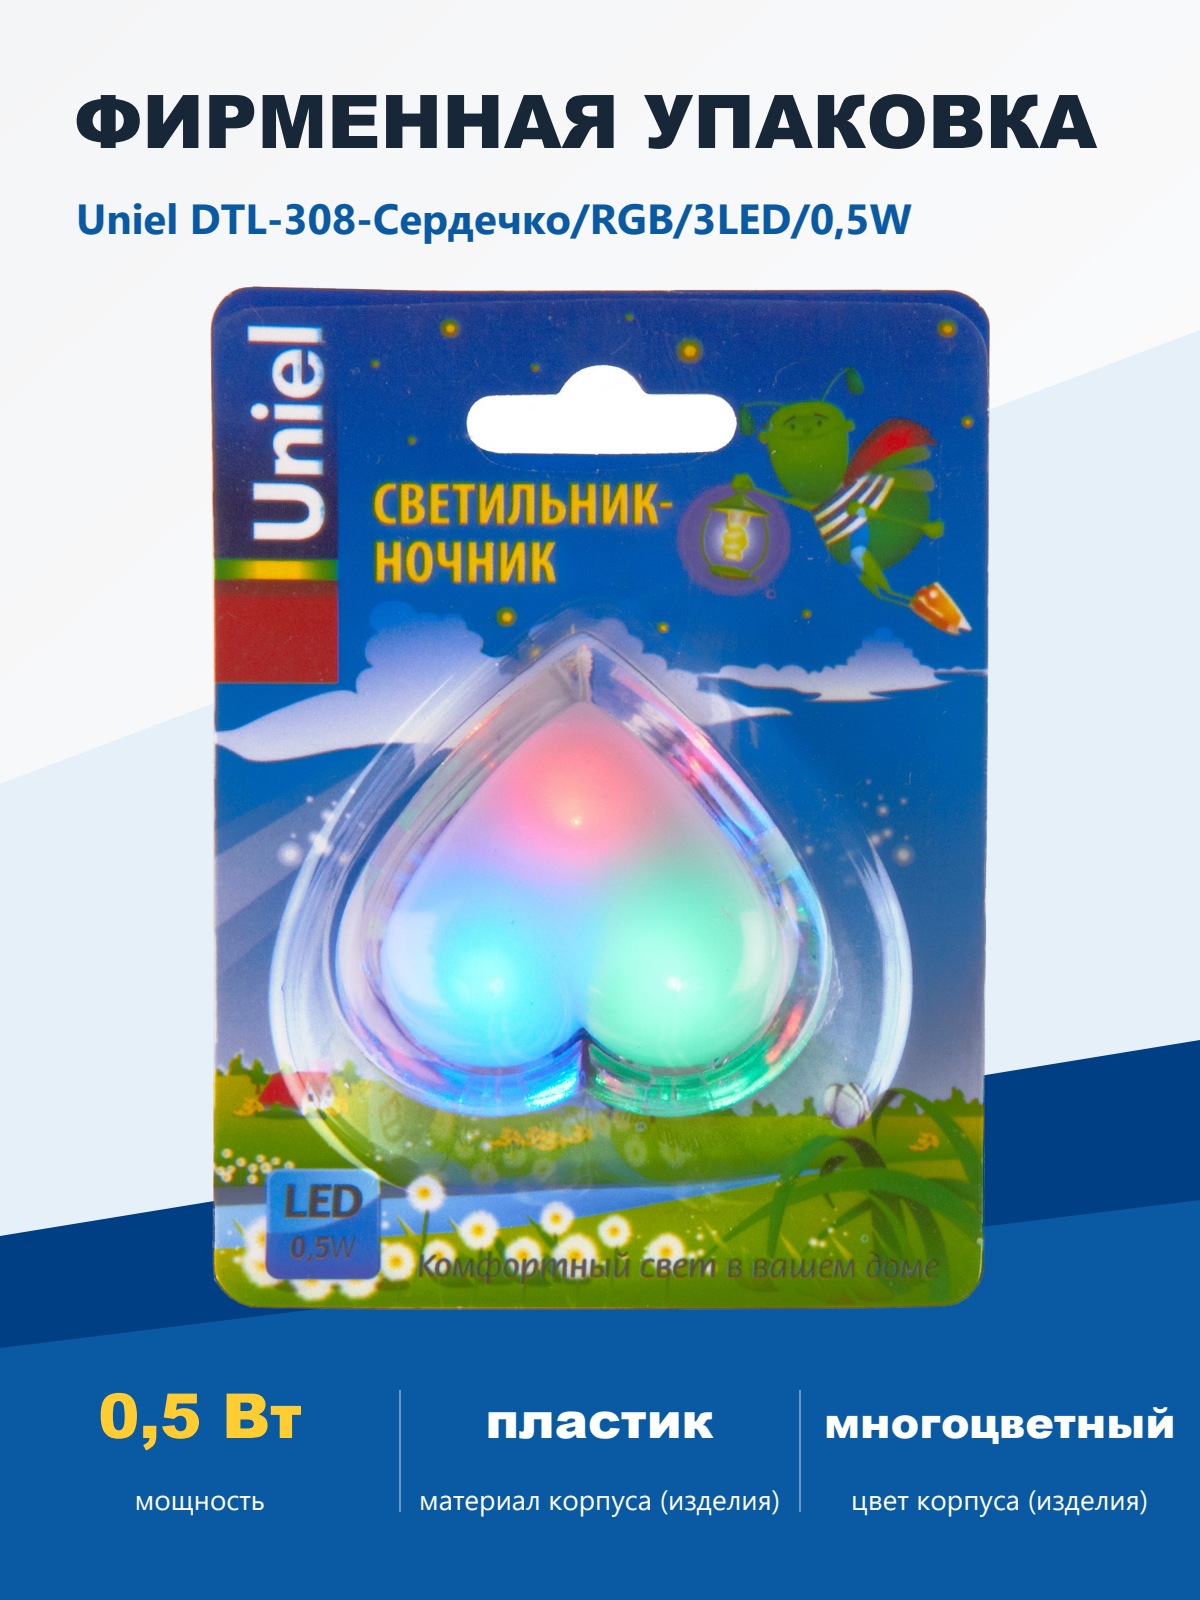 ФИРМЕННАЯ УПАКОВКА
Uniel DTL-308-Сердечко/RGB/3LED/0,5W
Uniel
СВЕТИЛЬНИК-
НОЧНИК
LED
0,5W
Комфортный свет в вашем доме
0,5 Вт
мощность
пластик
материал корпуса (изделия)
многоцветный
цвет корпуса (изделия)